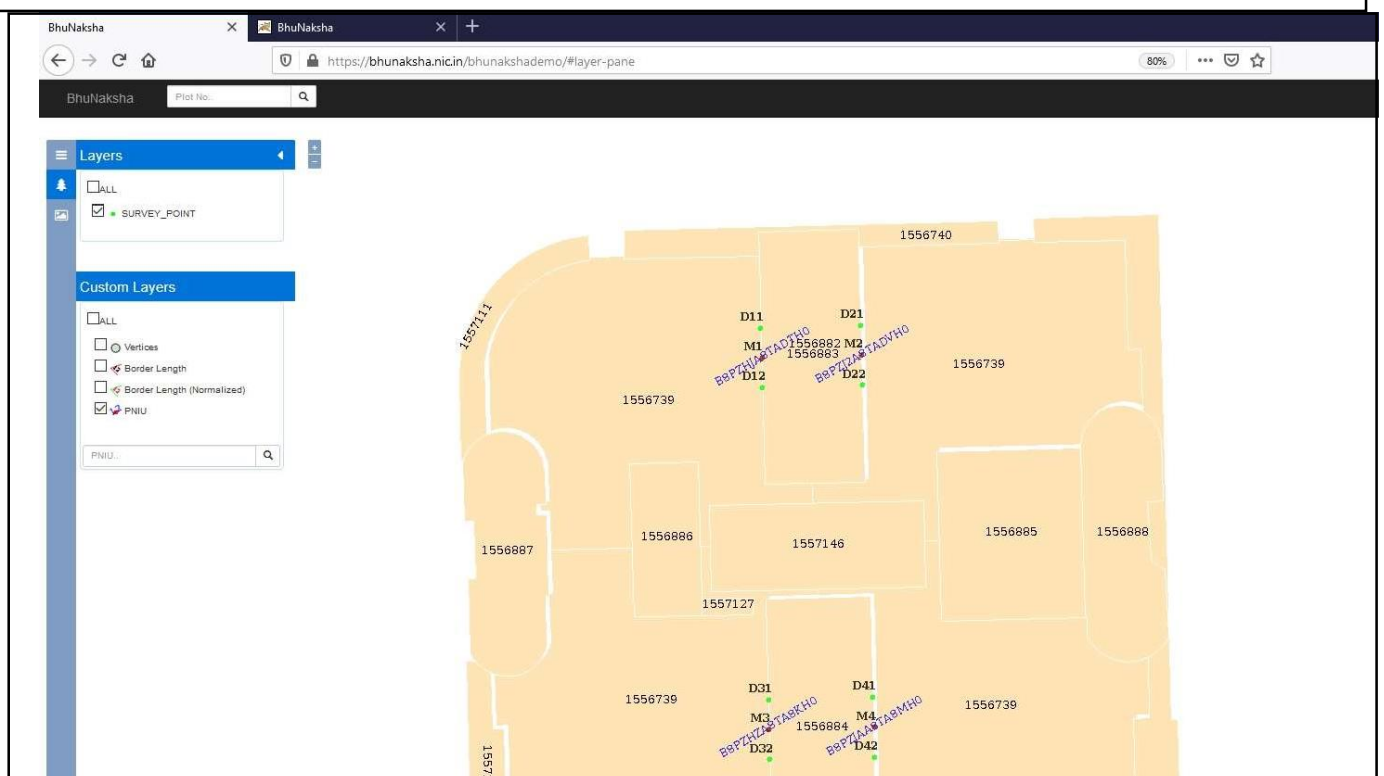 BhuNaksha
BhuNaksha
https://bhunaksha.nic.in/bhunakshademo/#layer-pane
80%
BhuNaksha
Plot No..
Layers
ALL
SURVEY_POINT
Custom Layers
ALL
Vertices
Border Length
Border Length (Normalized)
PNIU
PNIU..
1556740
1557111
D11
D21
M1
1556882
M2
1556883
D12
D22
1556739
1556739
1556886
1557146
1556885
1556888
1556887
1557127
D31
D41
1556739
1556739
M3
1556884
M4
D32
D42
1557